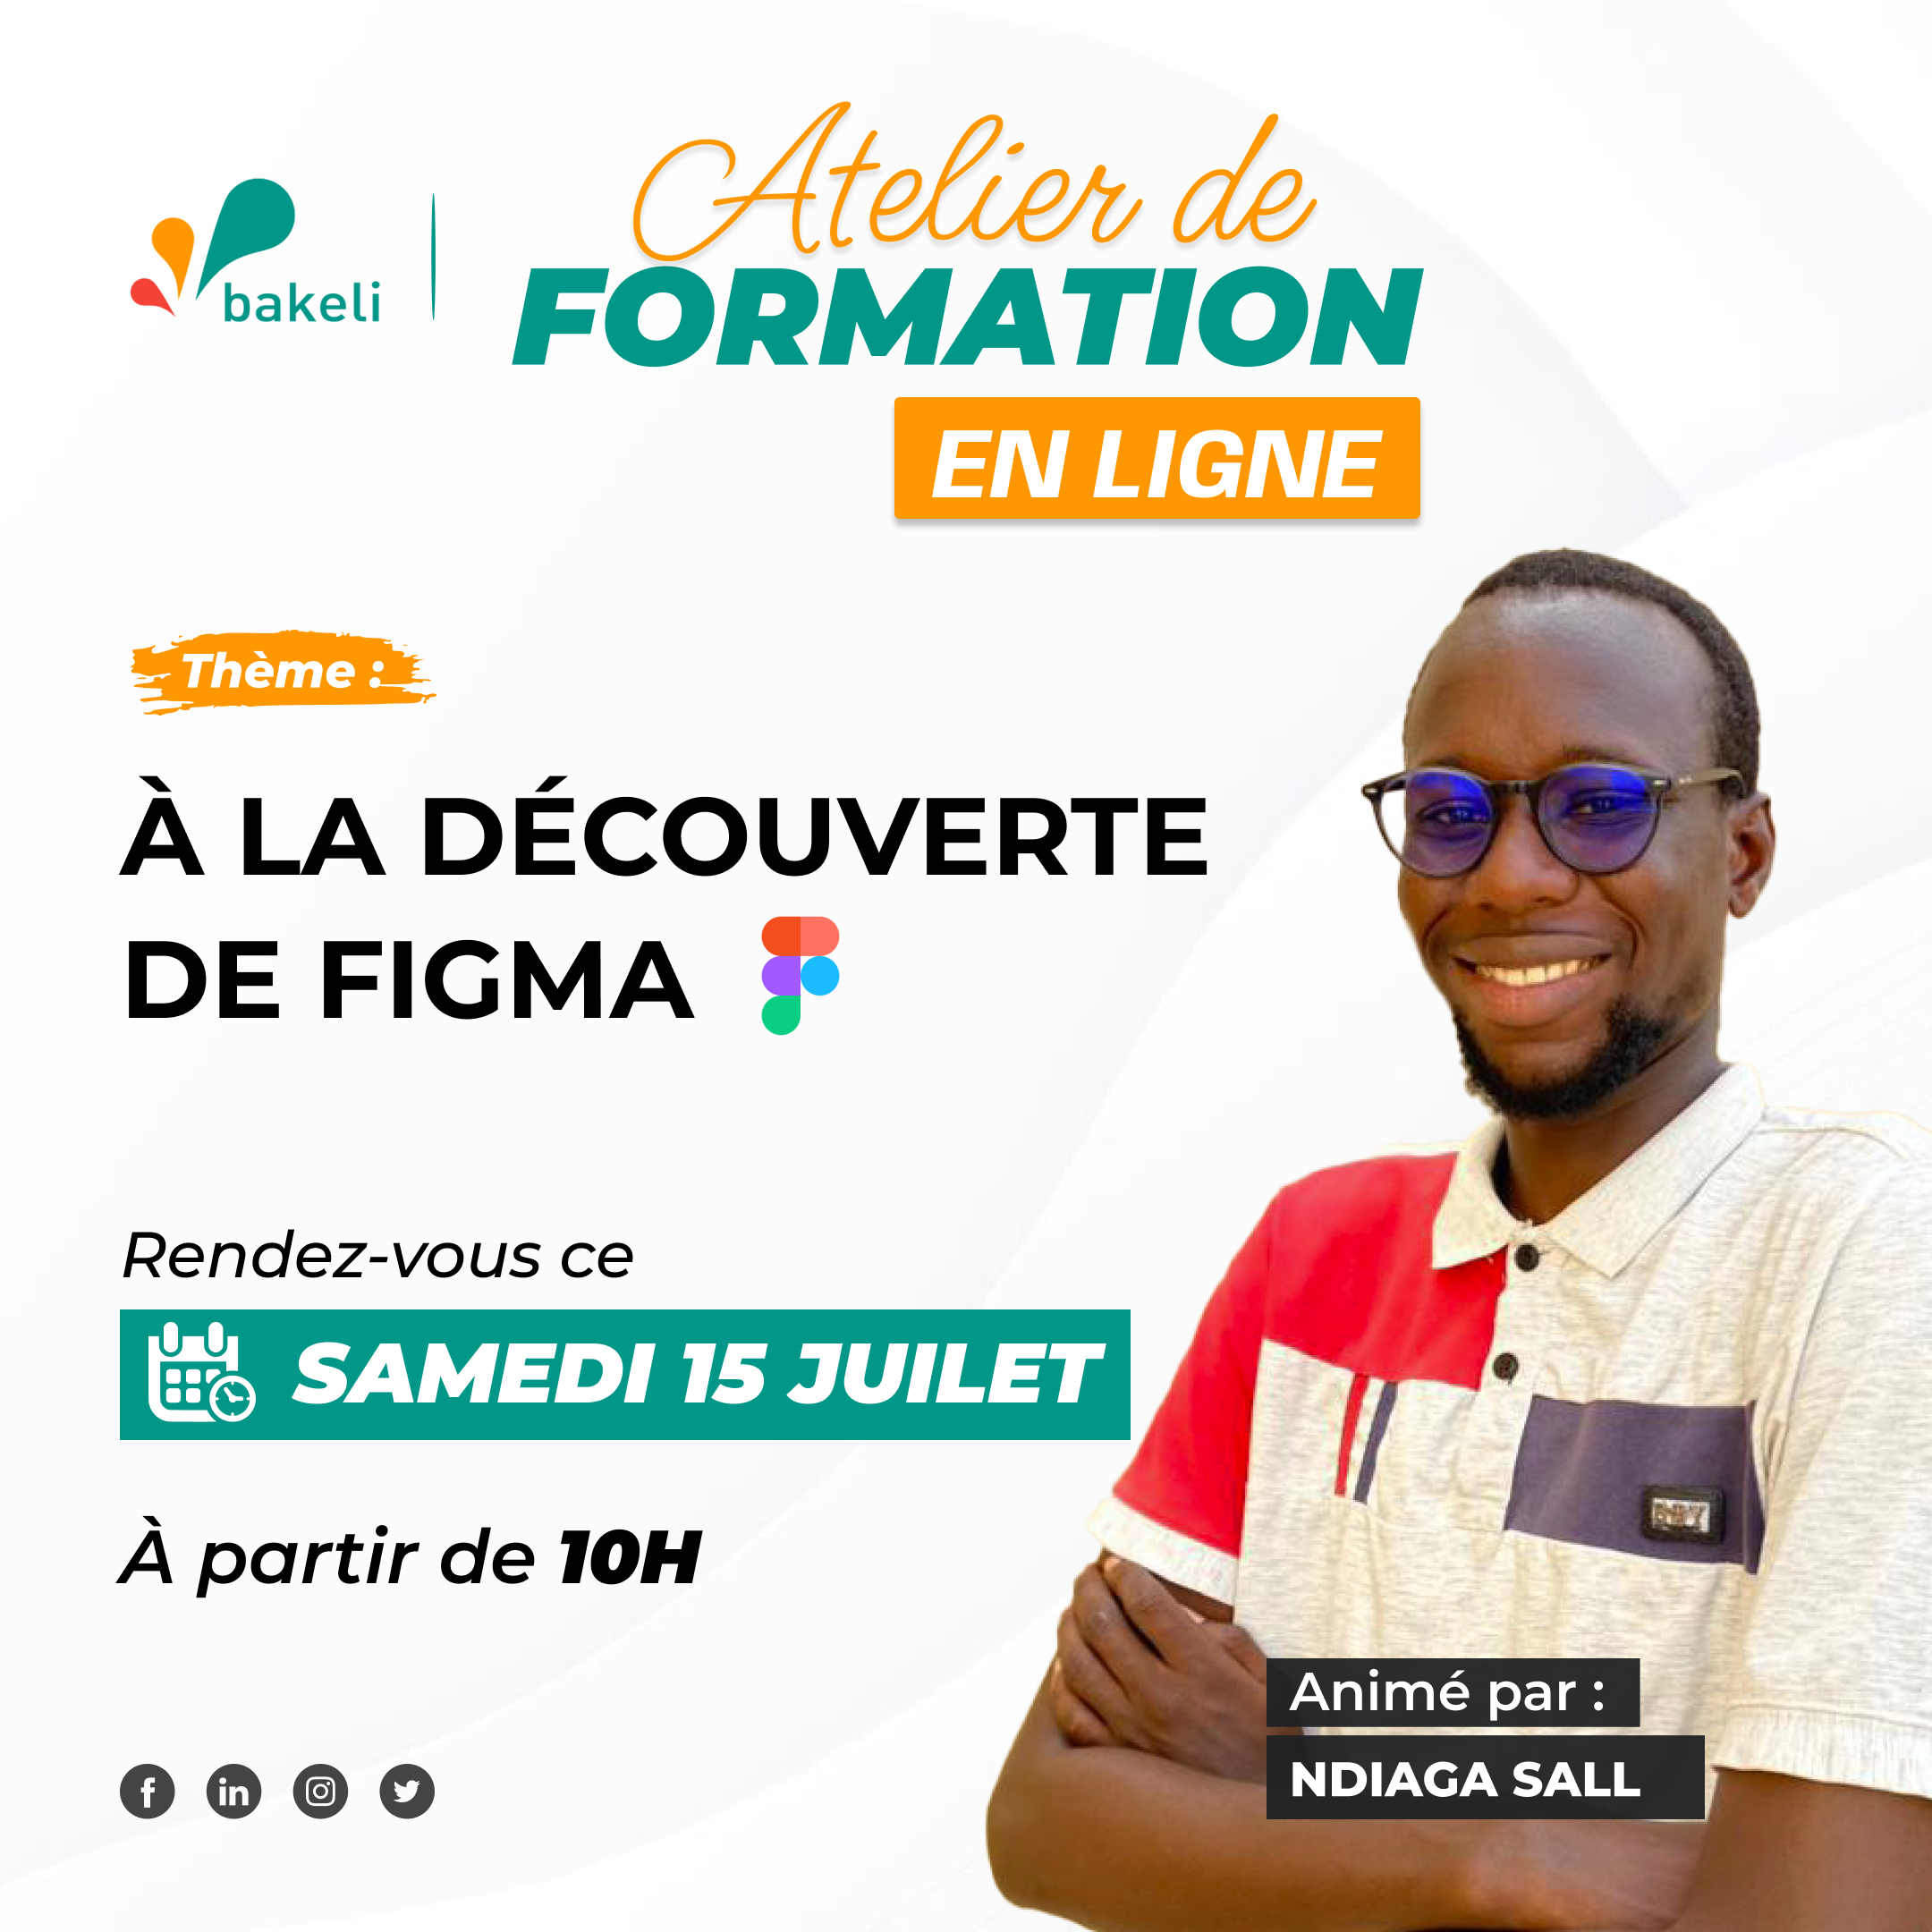 bakeli
Atelier de
FORMATION
EN LIGNE
Thème :
À LA DÉCOUVERTE
DE FIGMA
Rendez-vous ce
SAMEDI 15 JUILET
À partir de 10H
Animé par :
NDIAGA SALL